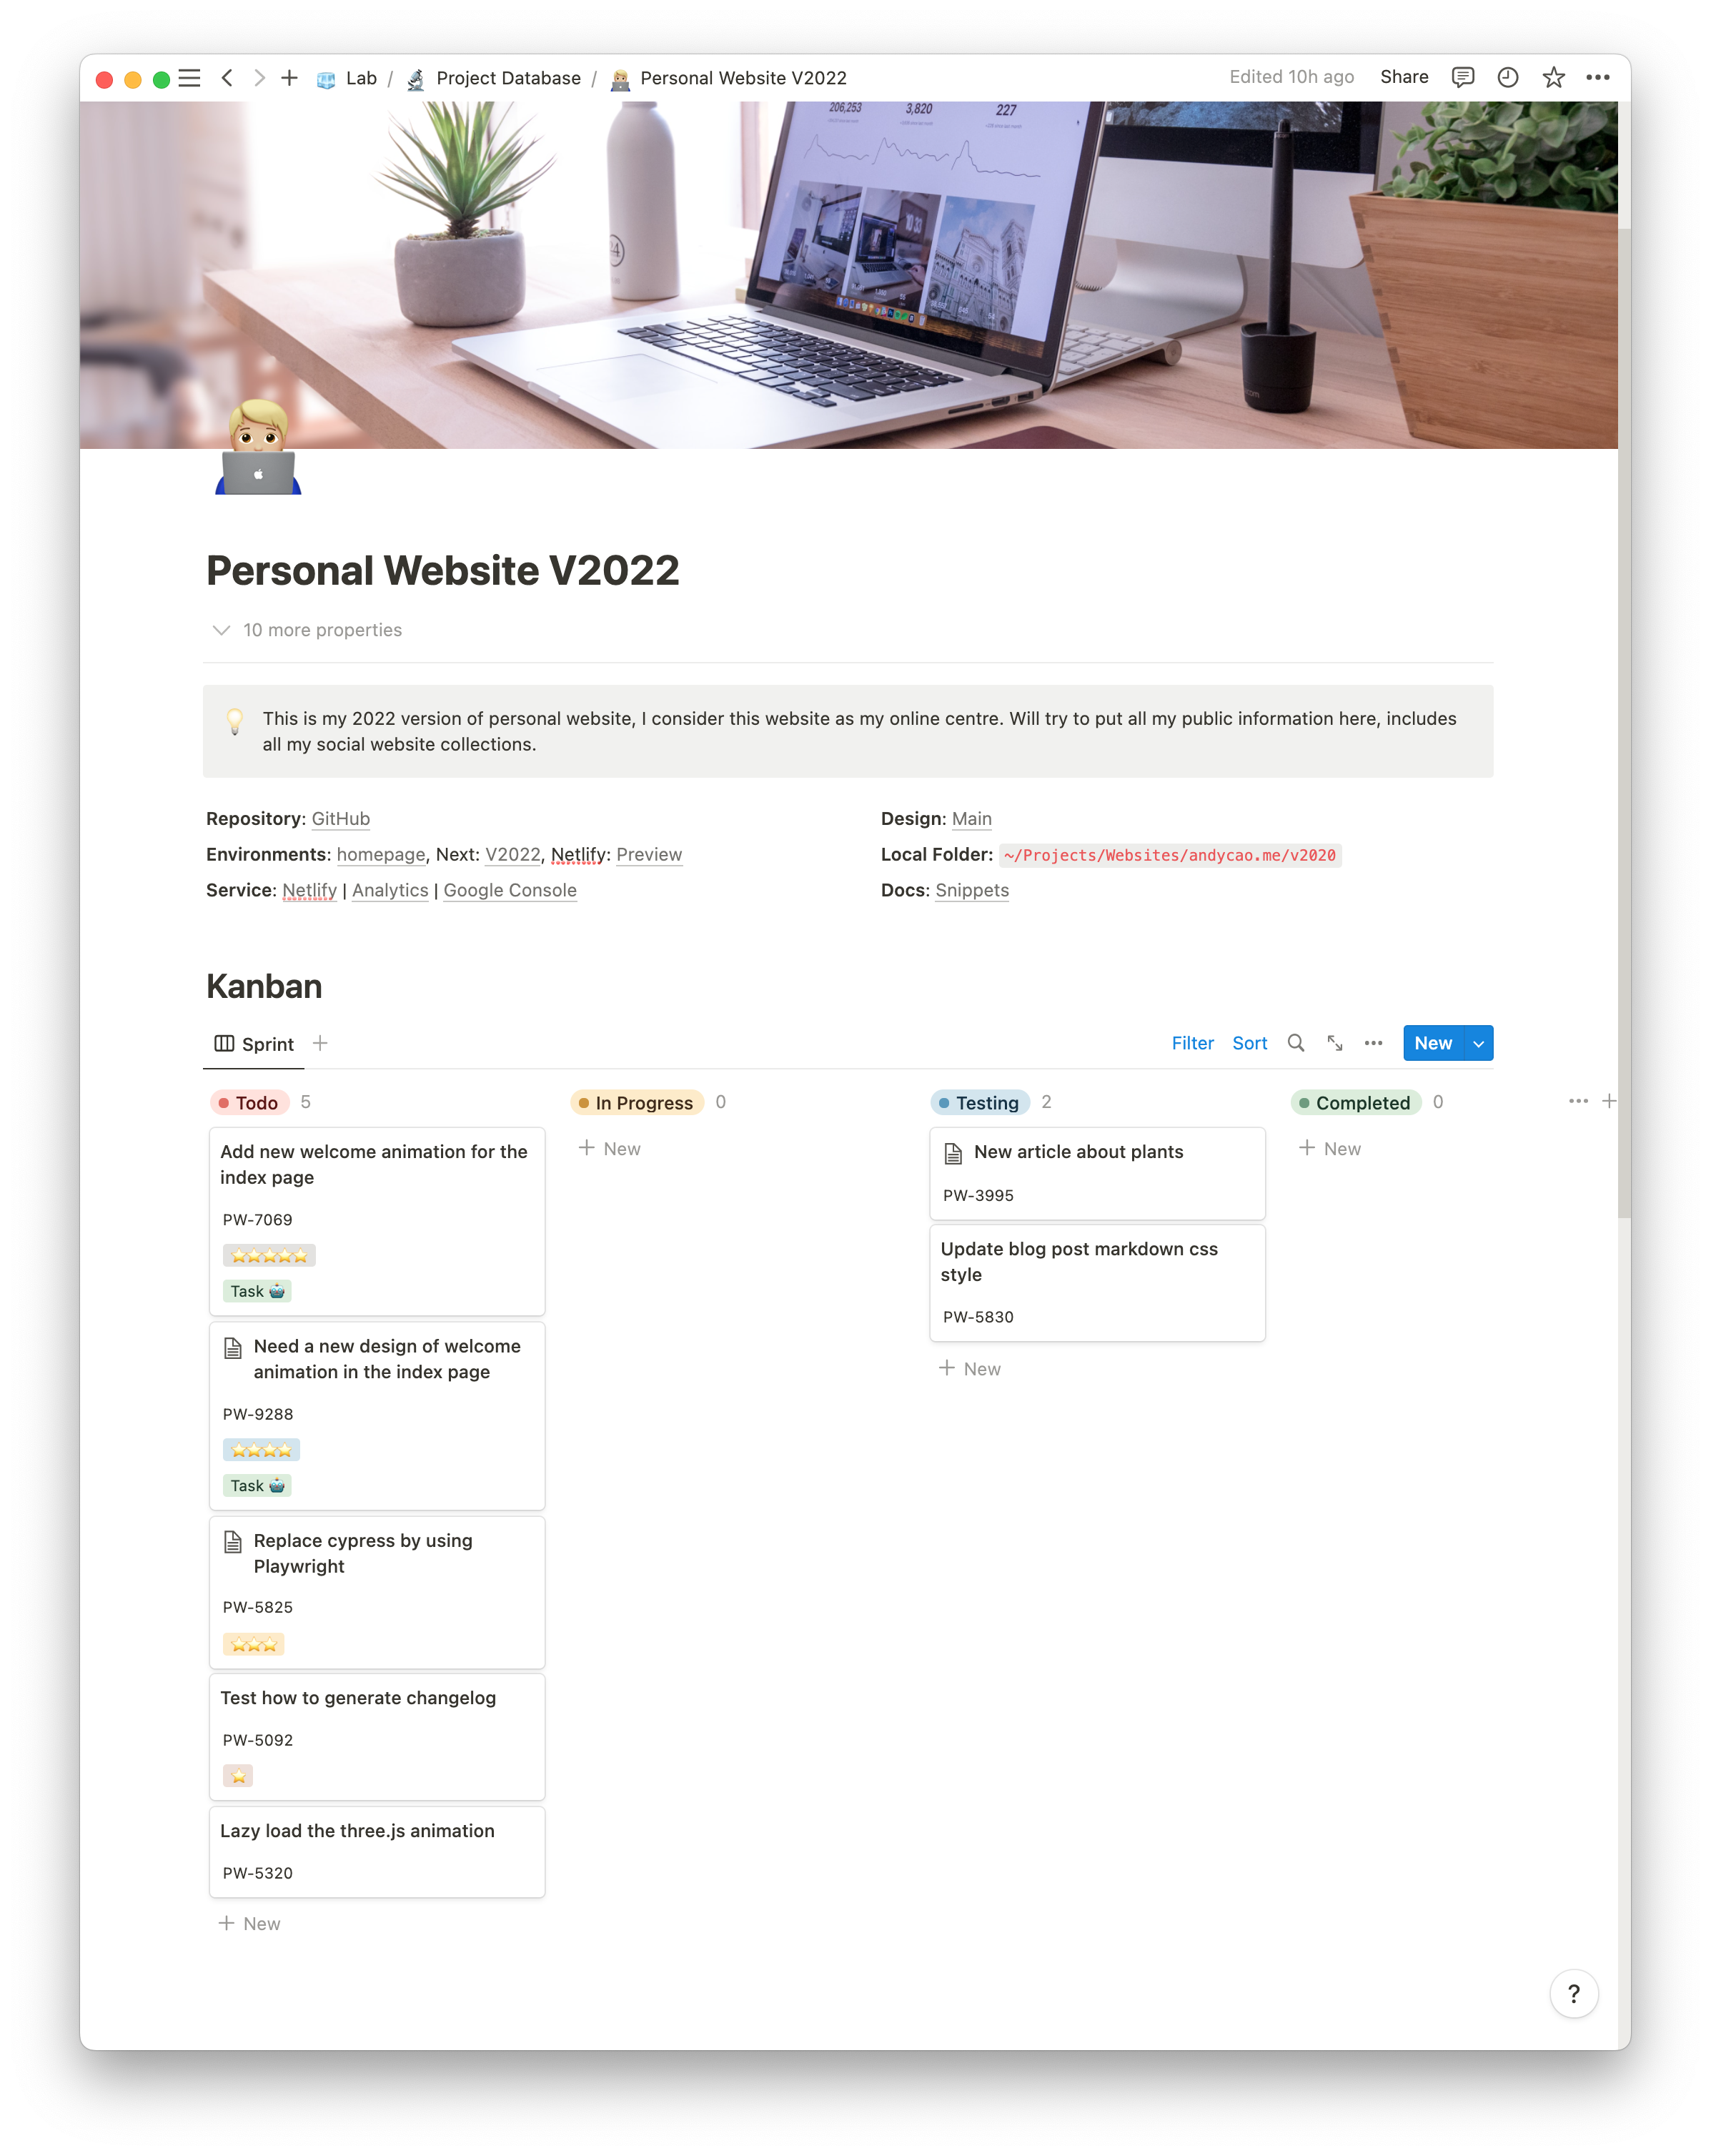 Lab / Project Database / Personal Website V2022
Edited 10h ago Share
206,253 3,820 227
Personal Website V2022
10 more properties
This is my 2022 version of personal website, I consider this website as my online centre. Will try to put all my public information here, includes
all my social website collections.
Repository: GitHub
Environments: homepage, Next: V2022, Netlify: Preview
Service: Netlify | Analytics | Google Console
Design: Main
Local Folder: ~/Projects/Websites/andycao.me/v2020
Docs: Snippets
Kanban
Sprint
Filter Sort New
Todo 5
Add new welcome animation for the
index page
PW-7069
Task
Need a new design of welcome
animation in the index page
PW-9288
Task
Replace cypress by using
Playwright
PW-5825
Test how to generate changelog
PW-5092
Lazy load the three.js animation
PW-5320
New
In Progress 0
New
Testing 2
New article about plants
PW-3995
Update blog post markdown css
style
PW-5830
New
Completed 0
New
?